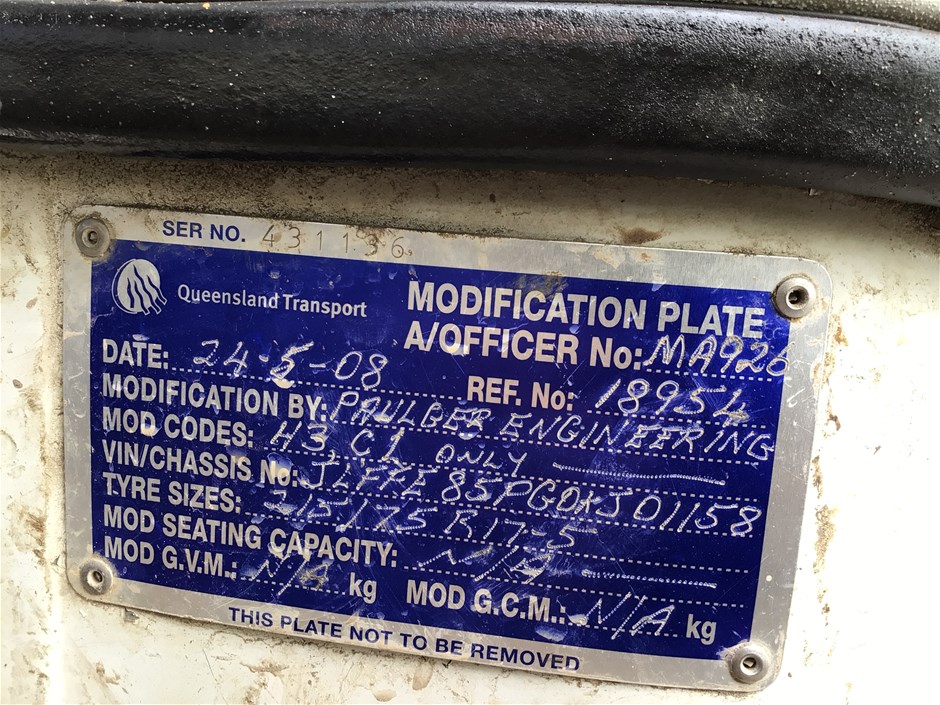 SER NO. 431136
Queensland Transport
MODIFICATION PLATE
A/OFFICER No: MA926
DATE: 24-5-08
REF. No: 18954
MODIFICATION BY: PAULBER ENGINEERING
MOD CODES: H3, C1 ONLY
VIN/CHASSIS No: JLFFE85PGDKJ01158
TYRE SIZES: 215/75 R17-5
MOD SEATING CAPACITY: N/A
MOD G.V.M.: N/A kg MOD G.C.M.: N/A kg
THIS PLATE NOT TO BE REMOVED